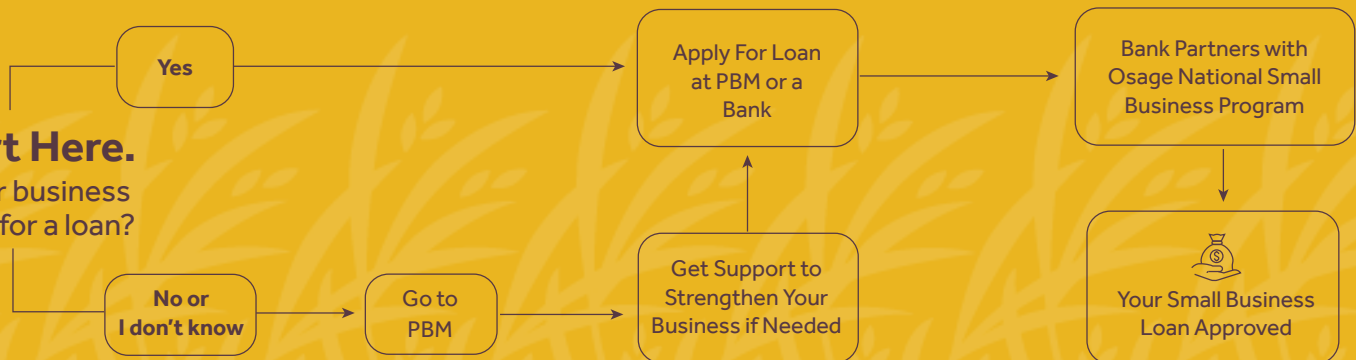 Yes
Here.
business
for a loan?
No or
I don't know
Go to
PBM
Get Support to
Strengthen Your
Business if Needed
Apply For Loan
at PBM or a
Bank
Bank Partners with
Osage National Small
Business Program
$
Your Small Business
Loan Approved